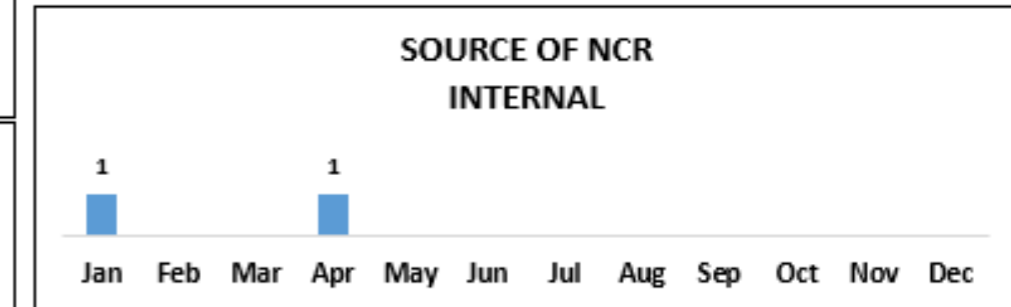 SOURCE OF NCR
INTERNAL
1 1
Jan Feb Mar Apr May Jun Jul Aug Sep Oct Nov Dec